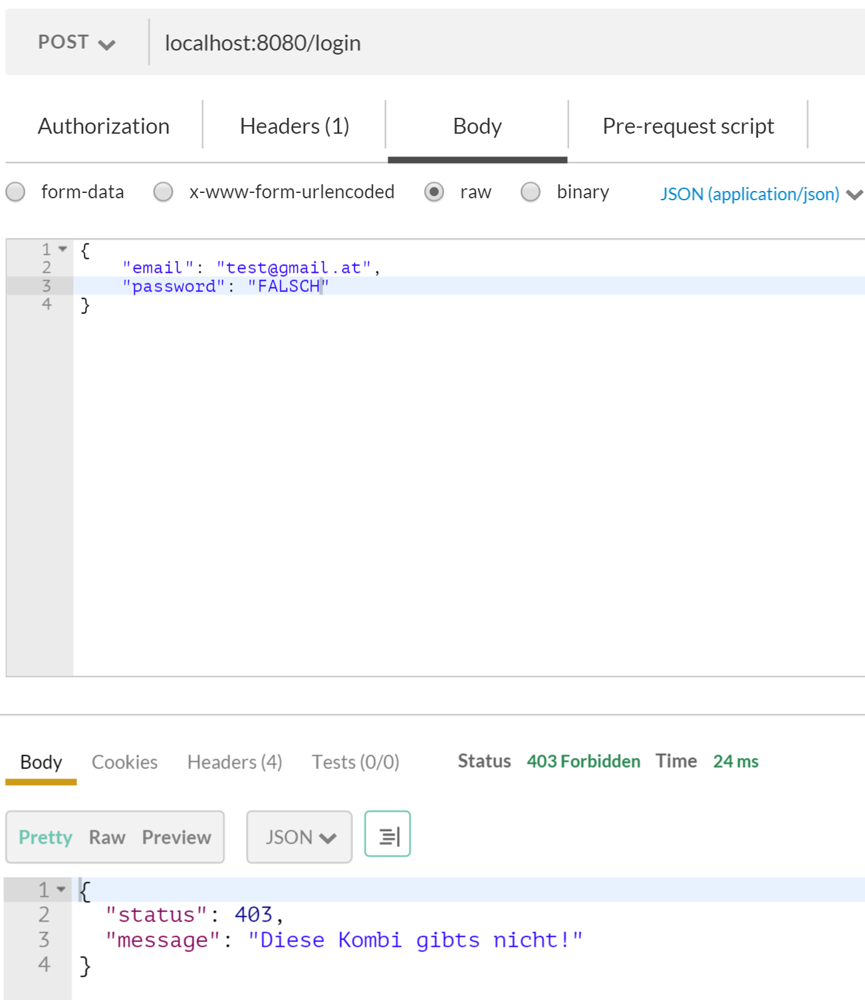 POST localhost:8080/login
Authorization Headers (1) Body Pre-request script
form-data x-www-form-urlencoded raw binary JSON (application/json)
1 {
2 "email": "test@gmail.at",
3 "password": "FALSCH"
4 }
Body Cookies Headers (4) Tests (0/0) Status 403 Forbidden Time 24 ms
Pretty Raw Preview JSON
1 {
2 "status": 403,
3 "message": "Diese Kombi gibts nicht!"
4 }